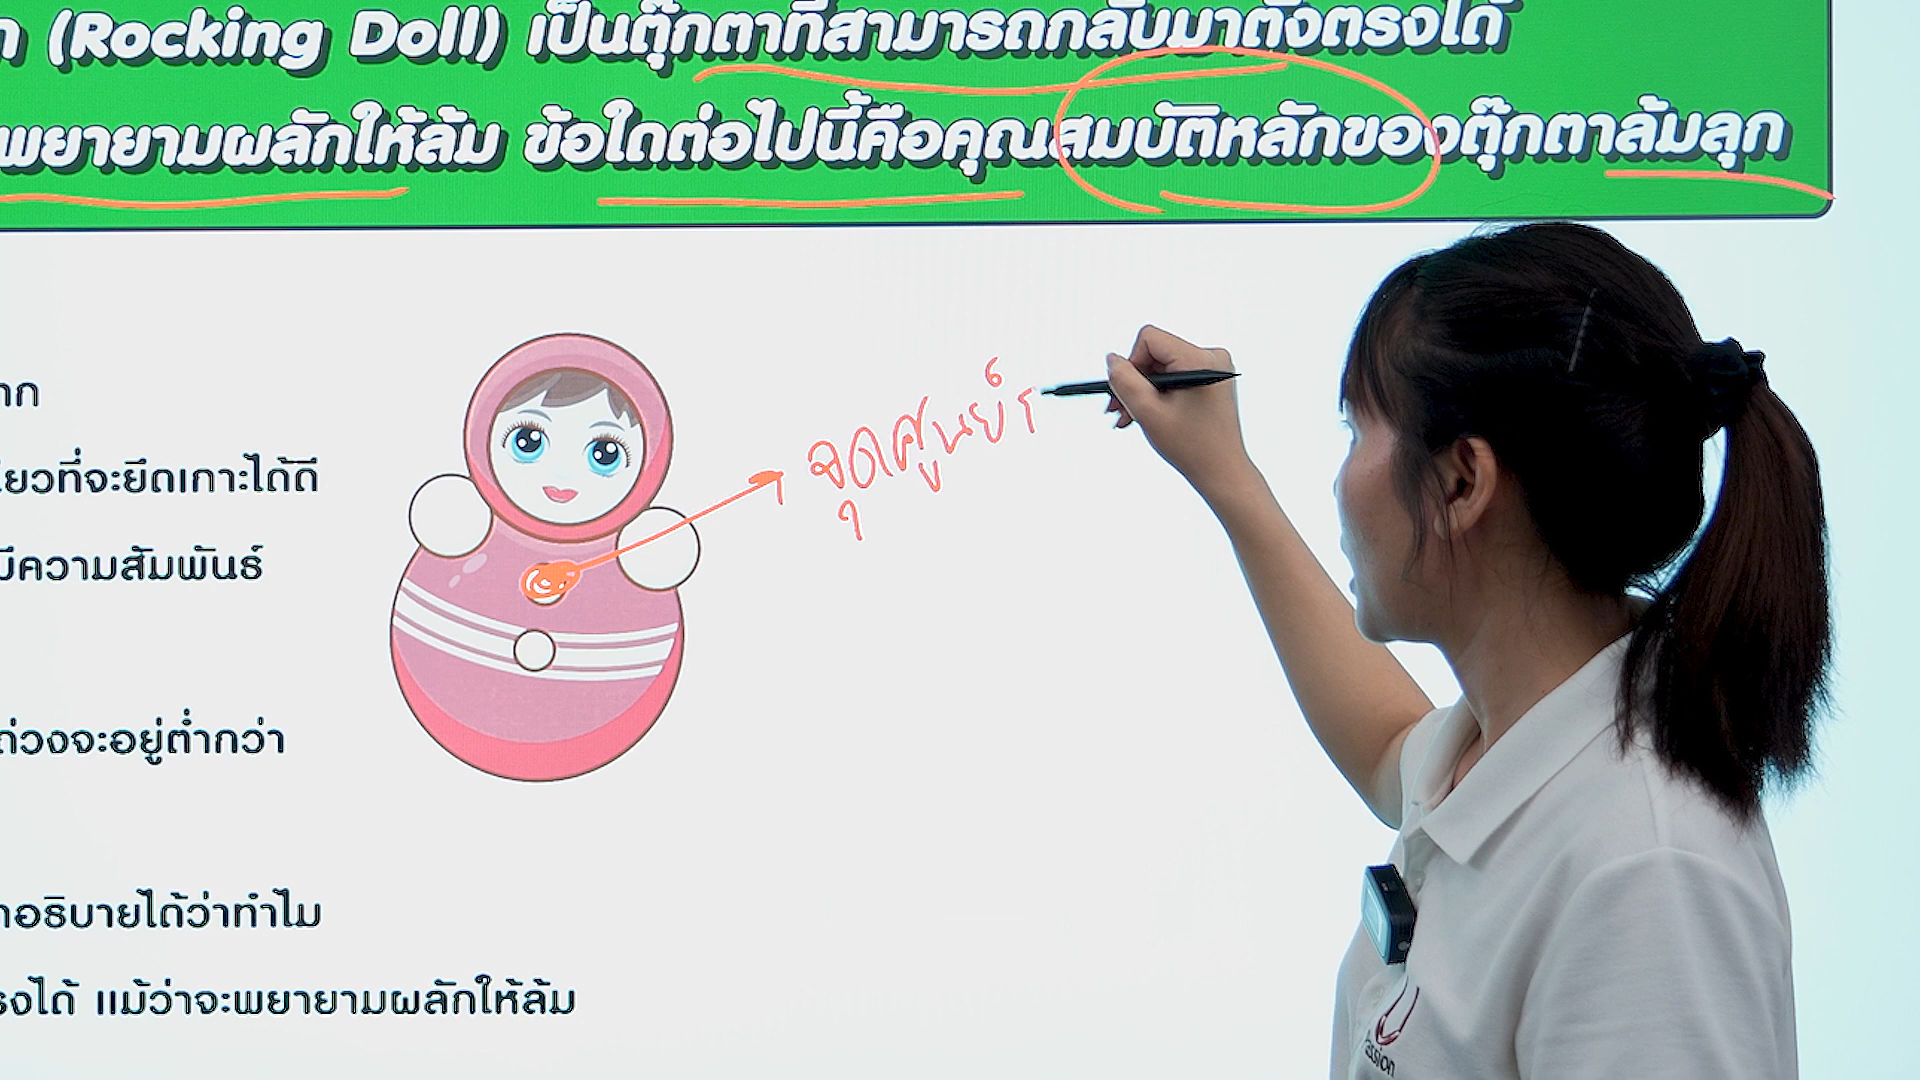 (Rocking Doll) เป็นตุ๊กตาที่สามารถกลับมาตั้งตรงได้
พยายามผลักให้ล้ม ข้อใดต่อไปนี้คือคุณสมบัติหลักของตุ๊กตาล้มลุก
จุดศูนย์ร
ที่จะยึดเกาะได้ดี
มีความสัมพันธ์
ถ่วงจะอยู่ต่ำกว่า
อธิบายได้ว่าทำไม
รงได้ แม้ว่าจะพยายามผลักให้ล้ม